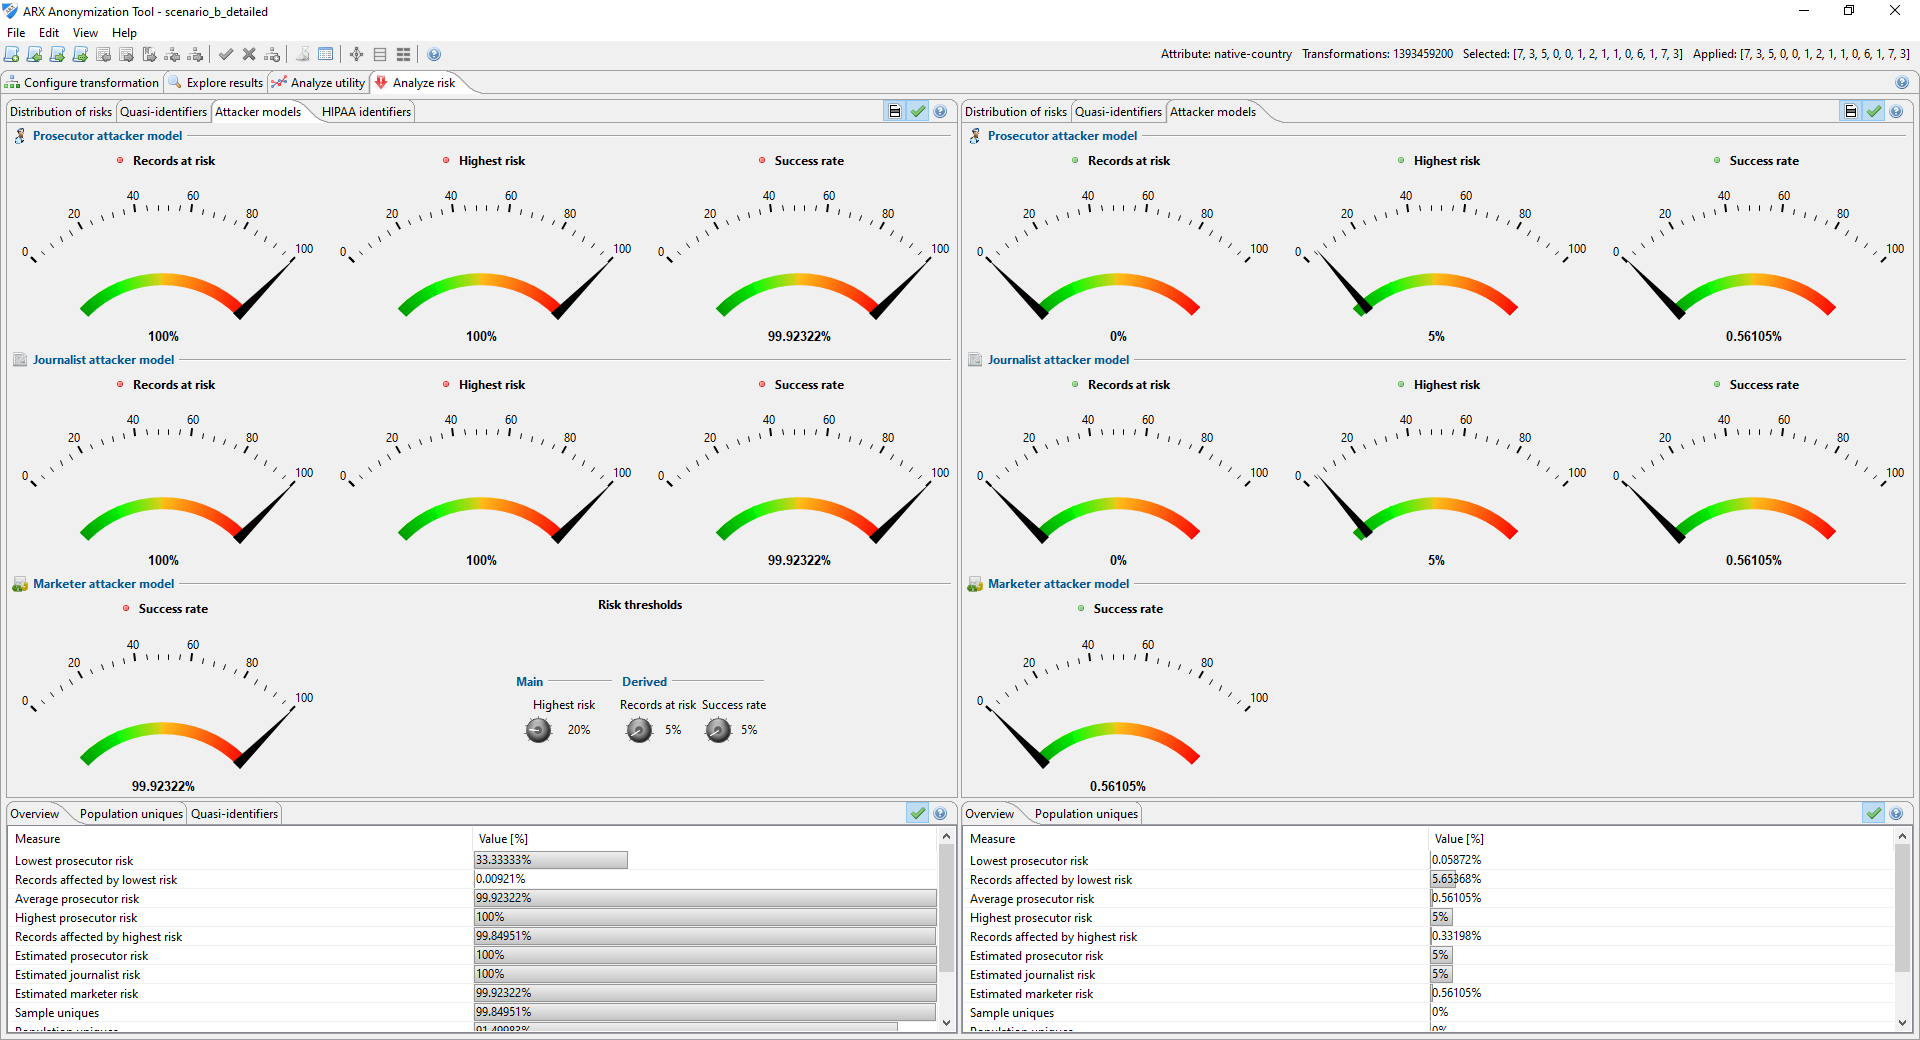 ARX Anonymization Tool - scenario_b_detailed
File Edit View Help
Attribute: native-country Transformations: 1393459200 Selected: [7, 3, 5, 0, 0, 1, 2, 1, 1, 0, 6, 1, 7, 3] Applied: [7, 3, 5, 0, 0, 1, 2, 1, 1, 0, 6, 1, 7, 3]
Configure transformation Explore results Analyze utility Analyze risk
Distribution of risks Quasi-identifiers Attacker models HIPAA identifiers
Prosecutor attacker model
Records at risk Highest risk Success rate
0 20 40 60 80 100 0 20 40 60 80 100 0 20 40 60 80 100
100% 100% 99.92322%
Journalist attacker model
Records at risk Highest risk Success rate
0 20 40 60 80 100 0 20 40 60 80 100 0 20 40 60 80 100
100% 100% 99.92322%
Marketer attacker model
Success rate
0 20 40 60 80 100
99.92322%
Risk thresholds
Main Derived
Highest risk Records at risk Success rate
20% 5% 5%
Distribution of risks Quasi-identifiers Attacker models
Prosecutor attacker model
Records at risk Highest risk Success rate
0 20 40 60 80 100 0 20 40 60 80 100 0 20 40 60 80 100
0% 5% 0.56105%
Journalist attacker model
Records at risk Highest risk Success rate
0 20 40 60 80 100 0 20 40 60 80 100 0 20 40 60 80 100
0% 5% 0.56105%
Marketer attacker model
Success rate
0 20 40 60 80 100
0.56105%
Overview Population uniques Quasi-identifiers
Measure Value [%]
Lowest prosecutor risk 33.33333%
Records affected by lowest risk 0.00921%
Average prosecutor risk 99.92322%
Highest prosecutor risk 100%
Records affected by highest risk 99.84951%
Estimated prosecutor risk 100%
Estimated journalist risk 100%
Estimated marketer risk 99.92322%
Sample uniques 99.84951%
Population uniques 91.49983%
Overview Population uniques
Measure Value [%]
Lowest prosecutor risk 0.05872%
Records affected by lowest risk 5.65368%
Average prosecutor risk 0.56105%
Highest prosecutor risk 5%
Records affected by highest risk 0.33198%
Estimated prosecutor risk 5%
Estimated journalist risk 5%
Estimated marketer risk 0.56105%
Sample uniques 0%
Population uniques 0%